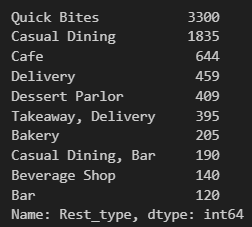 Quick Bites 3300
Casual Dining 1835
Cafe 644
Delivery 459
Dessert Parlor 409
Takeaway, Delivery 395
Bakery 205
Casual Dining, Bar 190
Beverage Shop 140
Bar 120
Name: Rest_type, dtype: int64